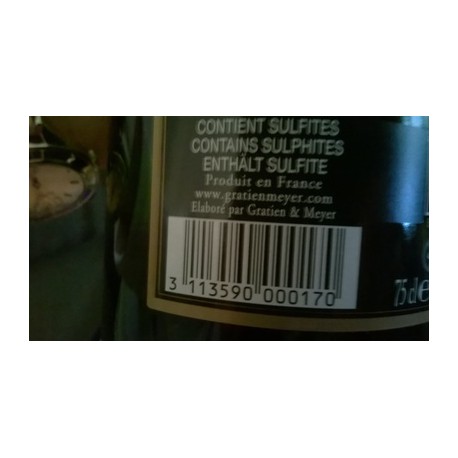 CONTIENT SULFITES
CONTAINS SULPHITES
ENTHÄLT SULFITE
Produit en France
www.gratienmeyer.com
Elaboré par Gratien & Meyer
3 113590 000170
75 cl e